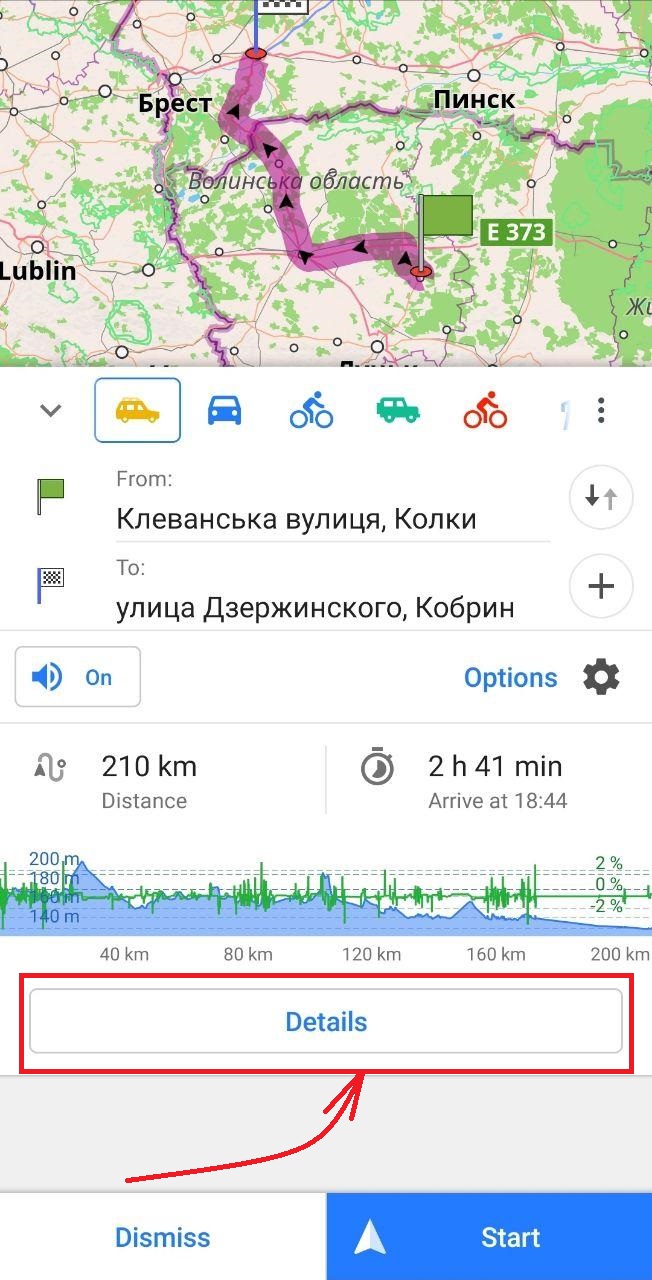 Брест
Пинск
Волинська область
E 373
Lublin
From:
Клеванська вулиця, Колки
To:
улица Дзержинского, Кобрин
On
Options
210 km
Distance
2 h 41 min
Arrive at 18:44
200 m
180 m
160 m
140 m
2 %
0 %
-2 %
40 km
80 km
120 km
160 km
200 km
Details
Dismiss
Start